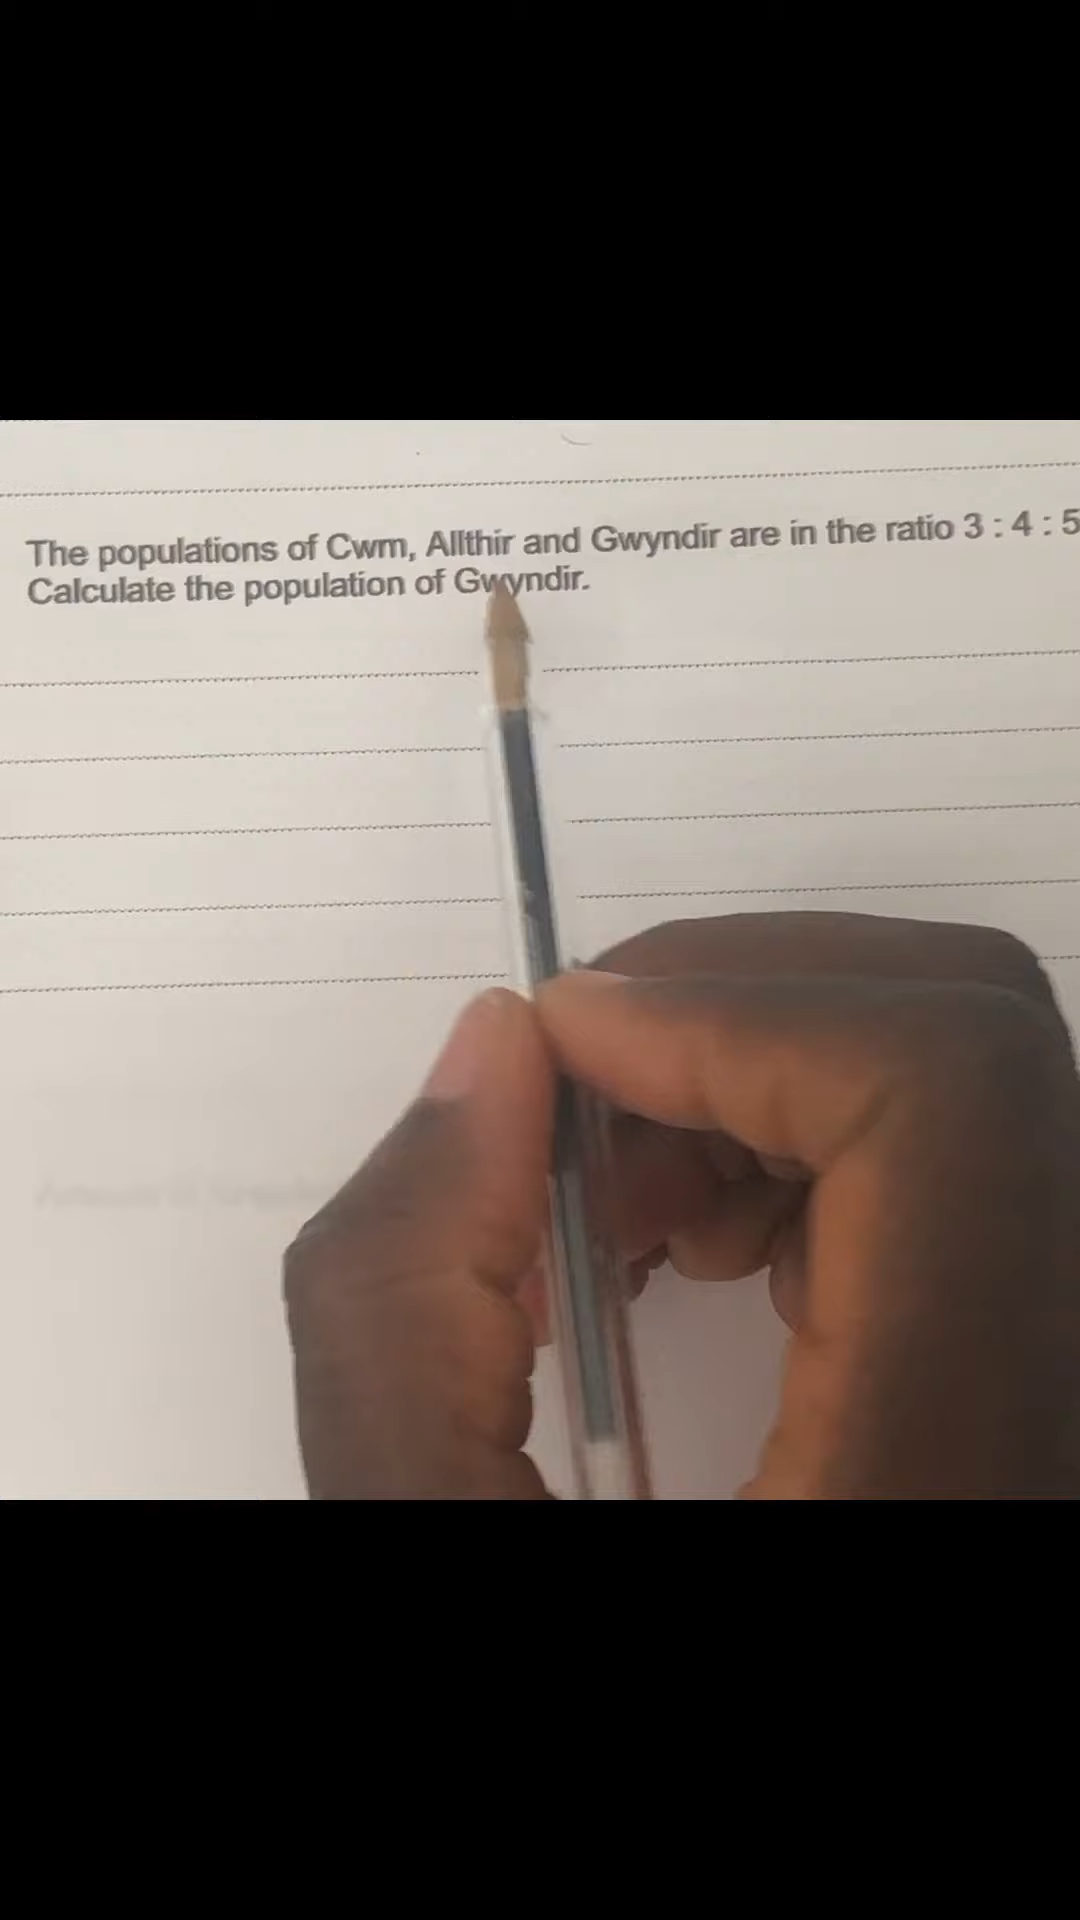 The populations of Cwm, Allthir and Gwyndir are in the ratio 3 : 4 : 5
Calculate the population of Gwyndir.